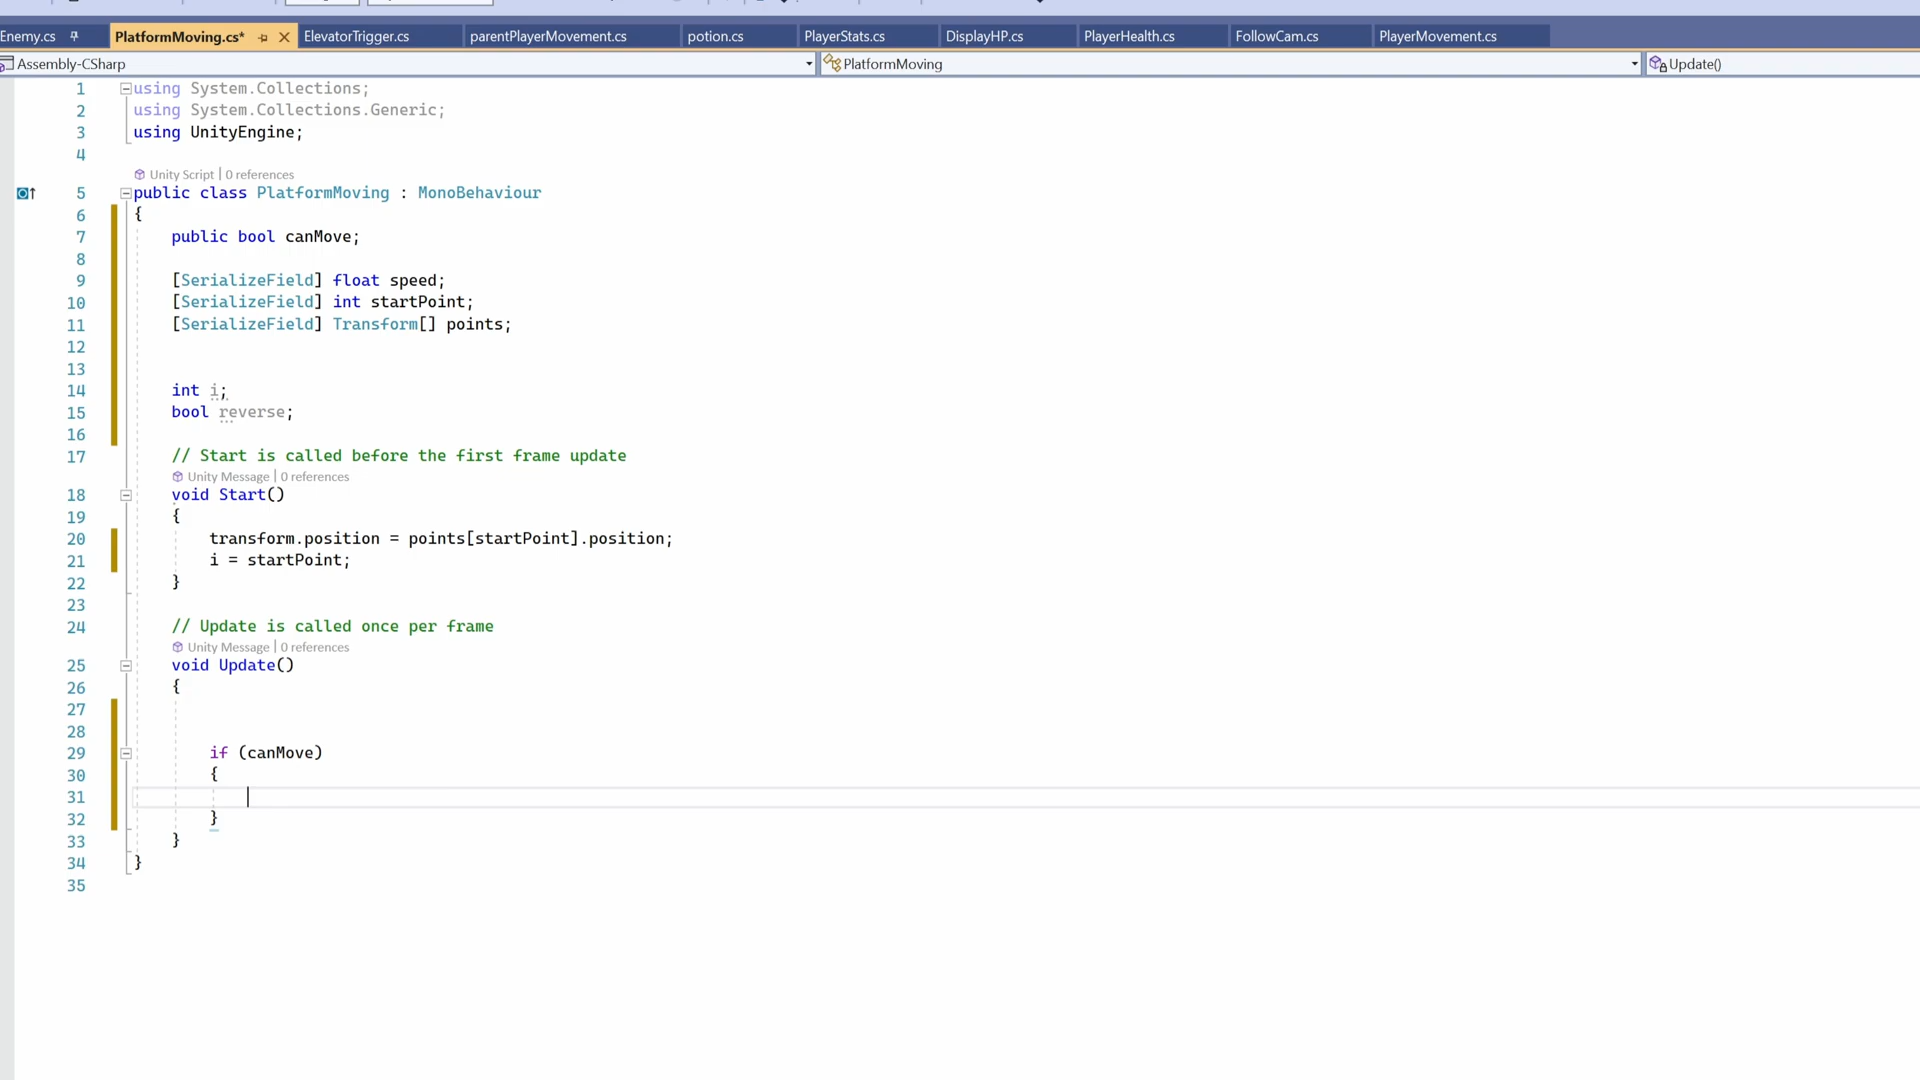 Enemy.cs PlatformMoving.cs* ElevatorTrigger.cs parentPlayerMovement.cs potion.cs PlayerStats.cs DisplayHP.cs PlayerHealth.cs FollowCam.cs PlayerMovement.cs
Assembly-CSharp PlatformMoving Update()
1 using System.Collections;
2 using System.Collections.Generic;
3 using UnityEngine;
4
Unity Script | 0 references
5 public class PlatformMoving : MonoBehaviour
6 {
7 public bool canMove;
8
9 [SerializeField] float speed;
10 [SerializeField] int startPoint;
11 [SerializeField] Transform[] points;
12
13
14 int i;
15 bool reverse;
16
17 // Start is called before the first frame update
Unity Message | 0 references
18 void Start()
19 {
20 transform.position = points[startPoint].position;
21 i = startPoint;
22 }
23
24 // Update is called once per frame
Unity Message | 0 references
25 void Update()
26 {
27
28
29 if (canMove)
30 {
31
32 }
33 }
34 }
35